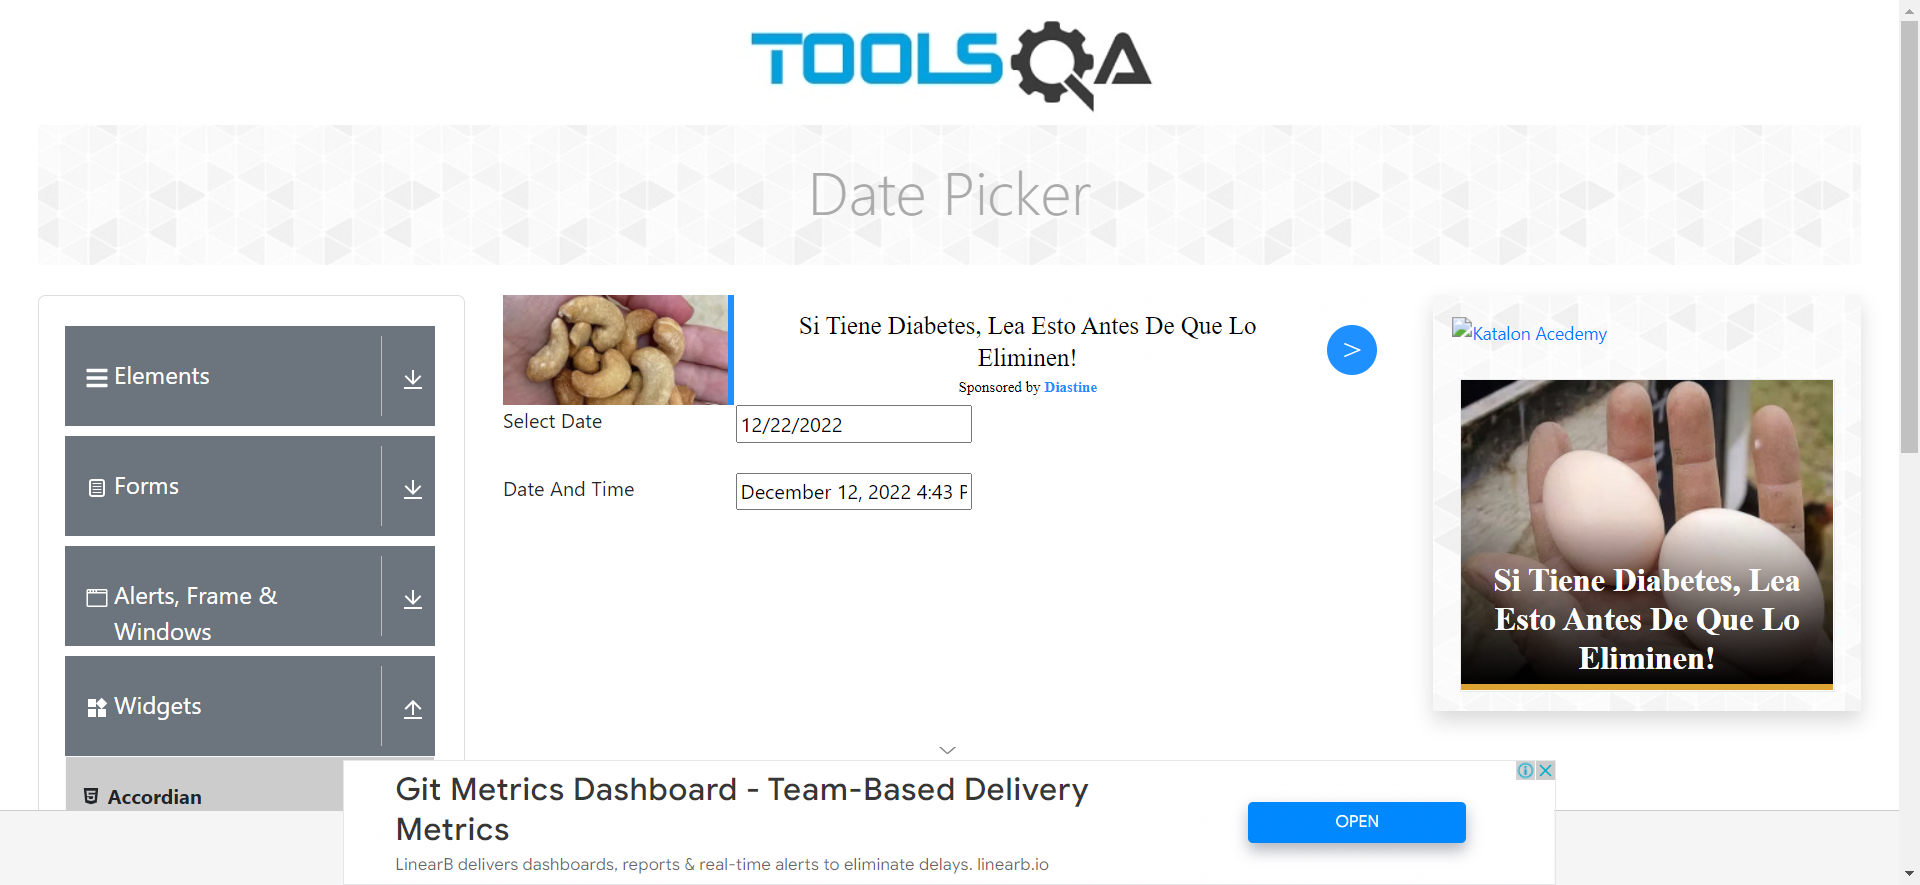 TOOLSQA
Date Picker
Elements
Forms
Alerts, Frame &
Windows
Widgets
Accordian
Si Tiene Diabetes, Lea Esto Antes De Que Lo
Eliminen!
Sponsored by Diastine
>
Select Date
12/22/2022
Date And Time
December 12, 2022 4:43 P
Katalon Acedemy
Si Tiene Diabetes, Lea
Esto Antes De Que Lo
Eliminen!
Git Metrics Dashboard - Team-Based Delivery
Metrics
LinearB delivers dashboards, reports & real-time alerts to eliminate delays. linearb.io
OPEN